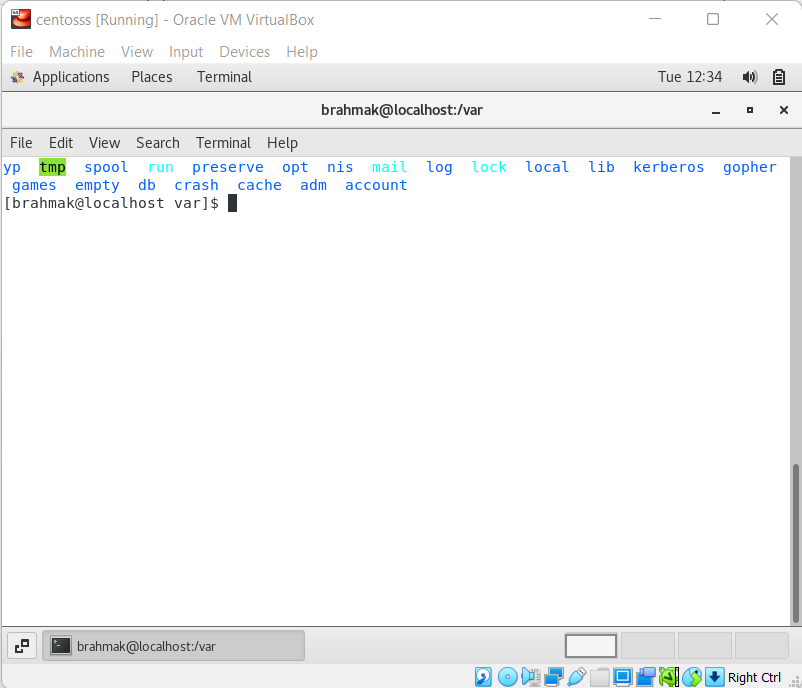 centosss [Running] - Oracle VM VirtualBox
File Machine View Input Devices Help
Applications Places Terminal Tue 12:34
brahmak@localhost:/var
File Edit View Search Terminal Help
yp tmp spool run preserve opt nis mail log lock local lib kerberos gopher
games empty db crash cache adm account
[brahmak@localhost var]$
brahmak@localhost:/var
Right Ctrl